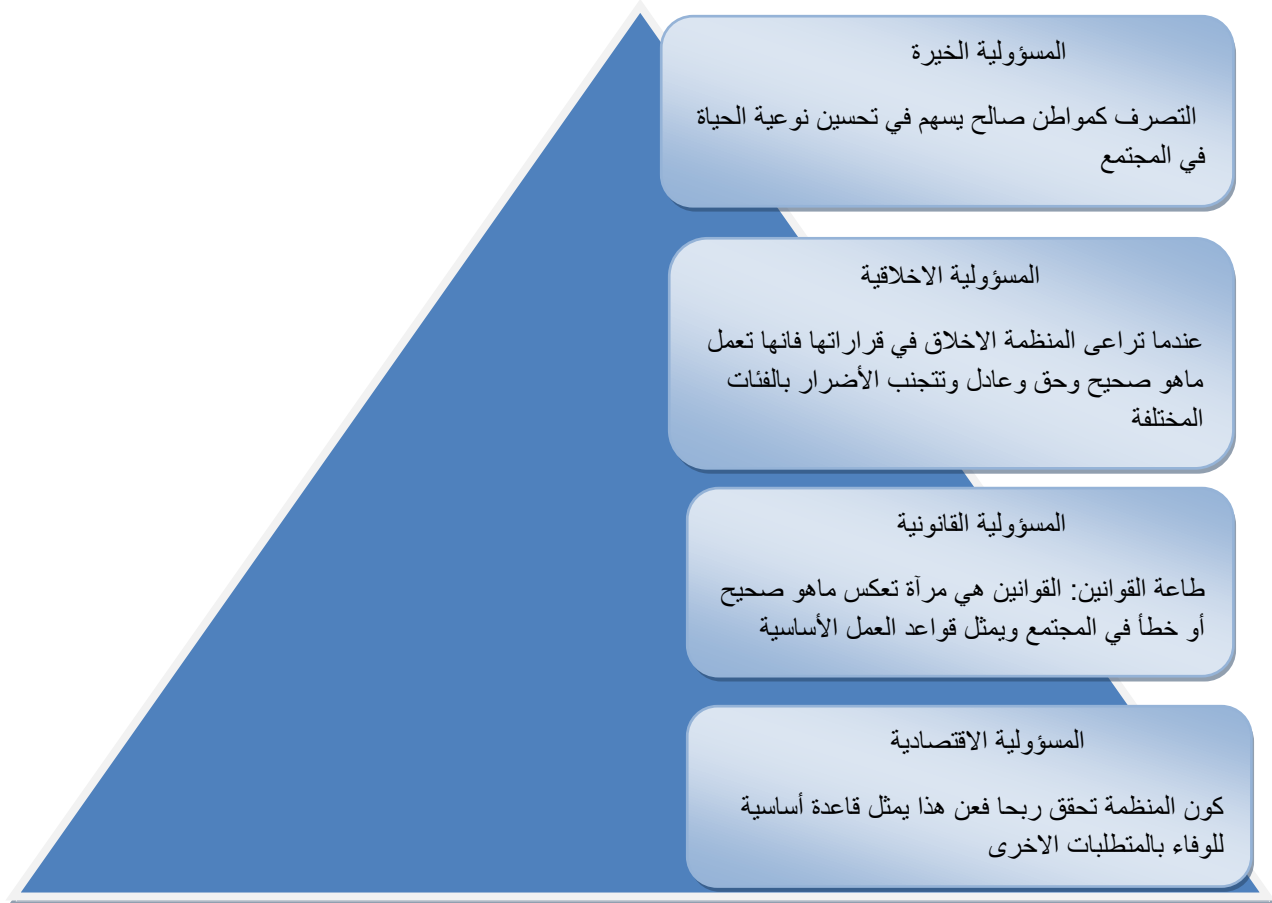 المسؤولية الخيرة
التصرف كمواطن صالح يسهم في تحسين نوعية الحياة
في المجتمع
المسؤولية الاخلاقية
عندما تراعى المنظمة الاخلاق في قراراتها فانها تعمل
ماهو صحيح وحق وعادل وتتجنب الأضرار بالفئات
المختلفة
المسؤولية القانونية
طاعة القوانين: القوانين هي مرآة تعكس ماهو صحيح
أو خطأ في المجتمع ويمثل قواعد العمل الأساسية
المسؤولية الاقتصادية
كون المنظمة تحقق ربحا فعن هذا يمثل قاعدة أساسية
للوفاء بالمتطلبات الاخرى